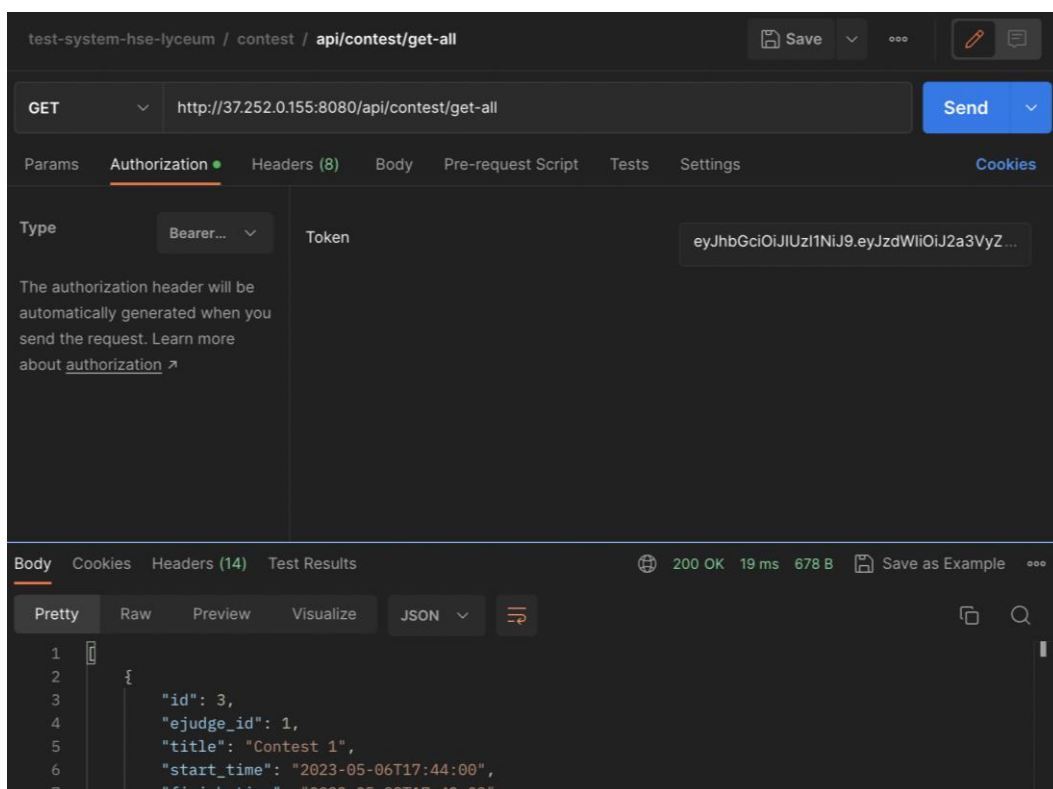 test-system-hse-lyceum / contest / api/contest/get-all Save
GET http://37.252.0.155:8080/api/contest/get-all Send
Params Authorization Headers (8) Body Pre-request Script Tests Settings Cookies
Type Bearer... Token eyJhbGciOiJIUzI1NiJ9.eyJzdWIiOiJ2a3VyZ...
The authorization header will be
automatically generated when you
send the request. Learn more
about authorization ↗
Body Cookies Headers (14) Test Results 200 OK 19 ms 678 B Save as Example
Pretty Raw Preview Visualize JSON
1 [
2 {
3 "id": 3,
4 "ejudge_id": 1,
5 "title": "Contest 1",
6 "start_time": "2023-05-06T17:44:00",